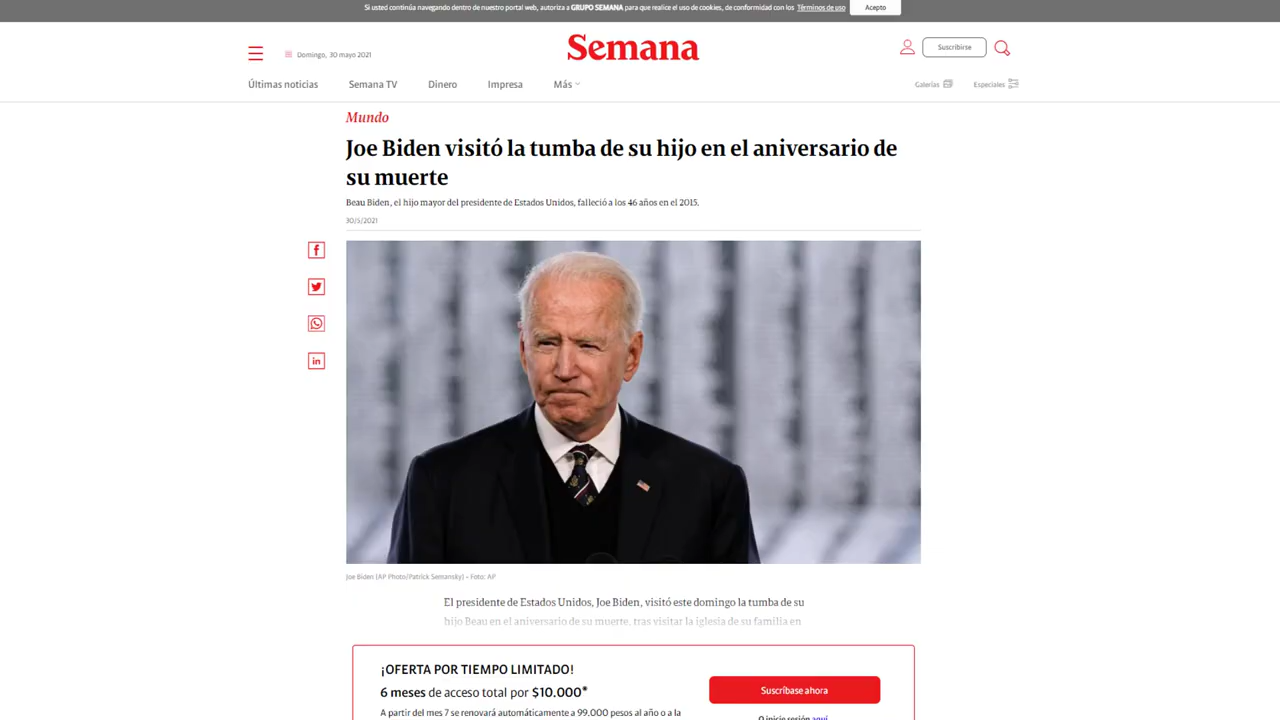 Si usted continúa navegando dentro de nuestro portal web, autoriza a GRUPO SEMANA para que realice el uso de cookies, de conformidad con los Términos de uso Acepto
Domingo, 30 mayo 2021
Semana
Suscribirse
Últimas noticias Semana TV Dinero Impresa Más
Galerías Especiales
Mundo
Joe Biden visitó la tumba de su hijo en el aniversario de
su muerte
Beau Biden, el hijo mayor del presidente de Estados Unidos, falleció a los 46 años en el 2015.
30/5/2021
Joe Biden (AP Photo/Patrick Semansky) - Foto: AP
El presidente de Estados Unidos, Joe Biden, visitó este domingo la tumba de su
hijo Beau en el aniversario de su muerte, tras visitar la iglesia de su familia en
¡OFERTA POR TIEMPO LIMITADO!
6 meses de acceso total por $10.000*
Suscríbase ahora
A partir del mes 7 se renovará automáticamente a 99.000 pesos al año o a la
O inicie sesión aquí